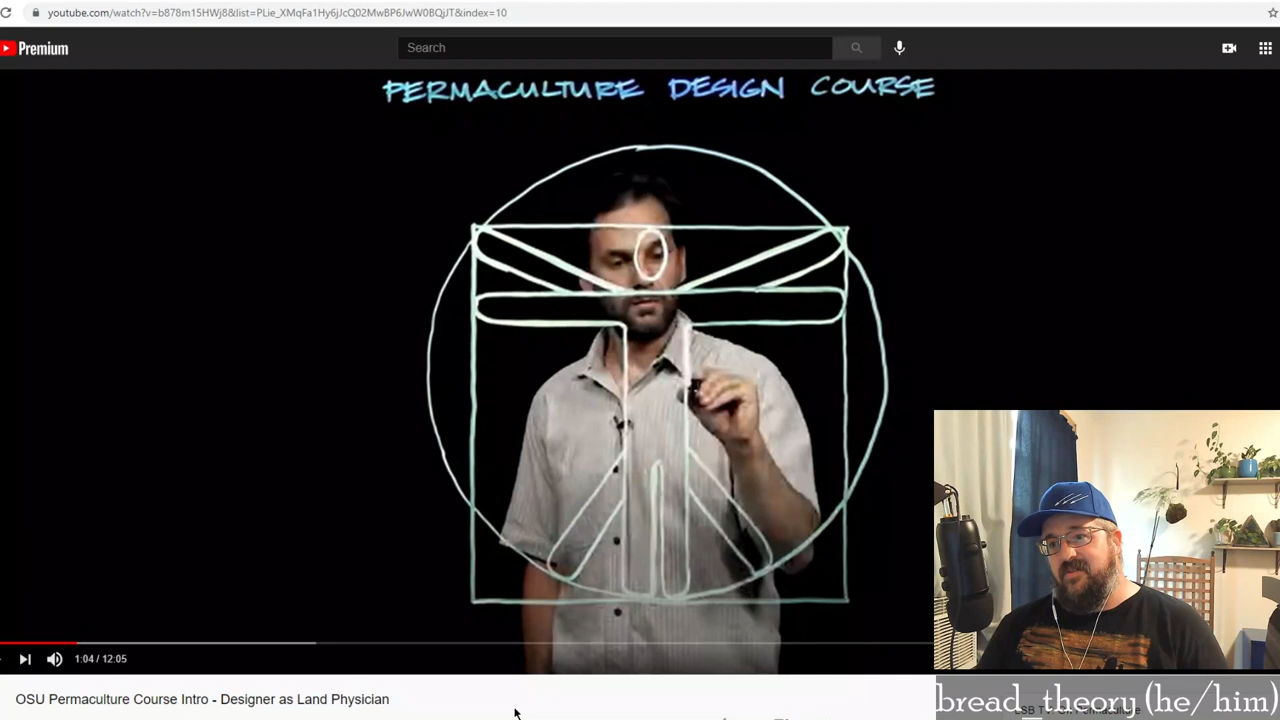 youtube.com/watch?v=b878m15HWj8&list=PLie_XMqFa1Hy6jJcQ02MwBP6JwW0BQjJT&index=10
Premium
Search
PERMACULTURE DESIGN COURSE
1:04 / 12:05
OSU Permaculture Course Intro - Designer as Land Physician
bread_theory (he/him)